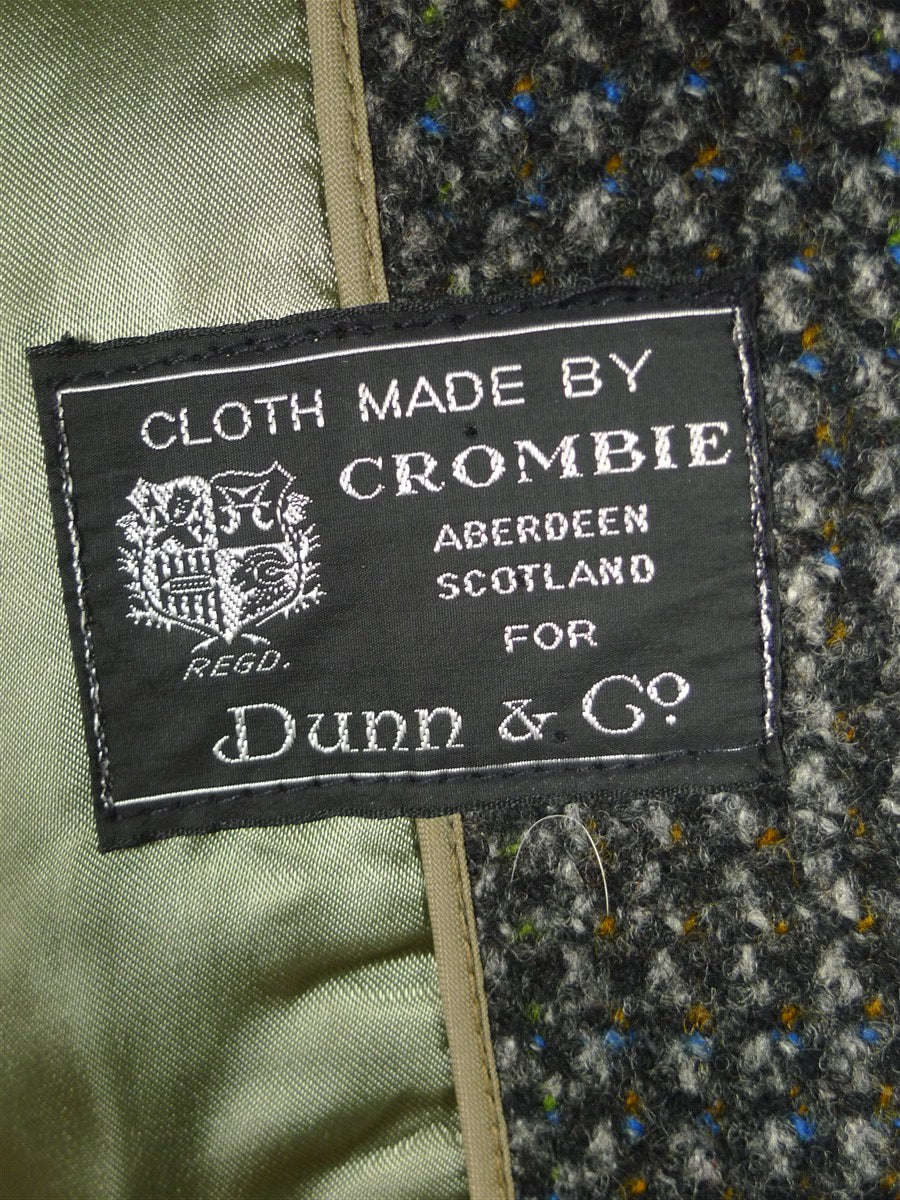 CLOTH MADE BY
CROMBIE
ABERDEEN
SCOTLAND
FOR
REGD.
Dunn & Co